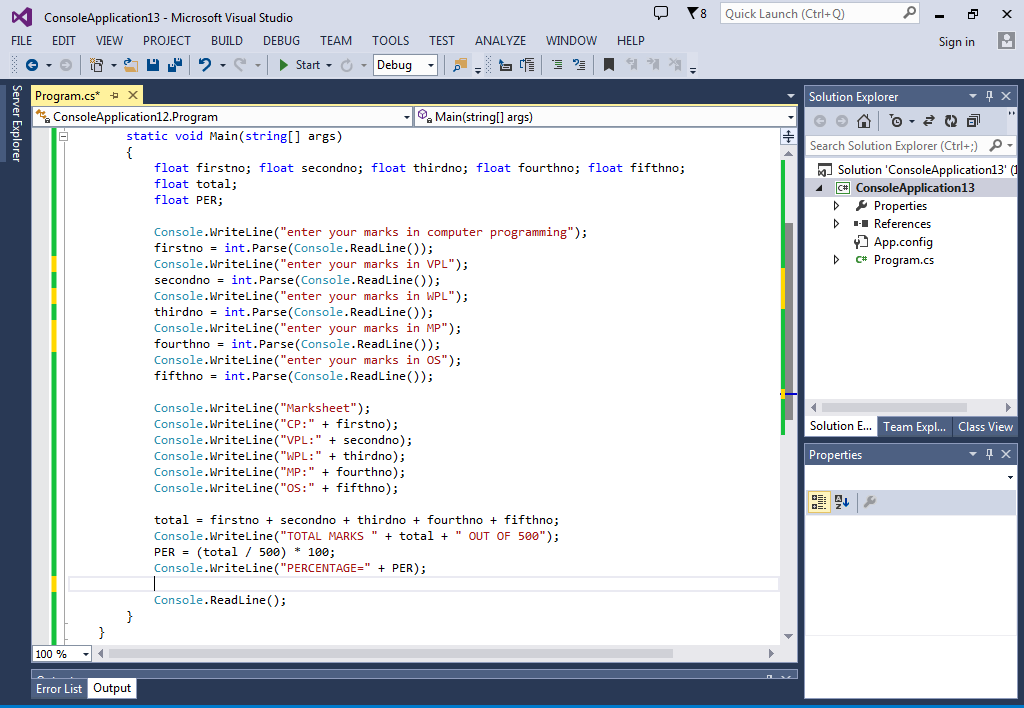 ConsoleApplication13 - Microsoft Visual Studio
8
Quick Launch (Ctrl+Q)
FILE EDIT VIEW PROJECT BUILD DEBUG TEAM TOOLS TEST ANALYZE WINDOW HELP
Sign in
Start
Debug
Server Explorer
Program.cs*
ConsoleApplication12.Program
Main(string[] args)
static void Main(string[] args)
{
float firstno; float secondno; float thirdno; float fourthno; float fifthno;
float total;
float PER;
Console.WriteLine("enter your marks in computer programming");
firstno = int.Parse(Console.ReadLine());
Console.WriteLine("enter your marks in VPL");
secondno = int.Parse(Console.ReadLine());
Console.WriteLine("enter your marks in WPL");
thirdno = int.Parse(Console.ReadLine());
Console.WriteLine("enter your marks in MP");
fourthno = int.Parse(Console.ReadLine());
Console.WriteLine("enter your marks in OS");
fifthno = int.Parse(Console.ReadLine());
Console.WriteLine("Marksheet");
Console.WriteLine("CP:" + firstno);
Console.WriteLine("VPL:" + secondno);
Console.WriteLine("WPL:" + thirdno);
Console.WriteLine("MP:" + fourthno);
Console.WriteLine("OS:" + fifthno);
total = firstno + secondno + thirdno + fourthno + fifthno;
Console.WriteLine("TOTAL MARKS " + total + " OUT OF 500");
PER = (total / 500) * 100;
Console.WriteLine("PERCENTAGE=" + PER);
Console.ReadLine();
}
}
100 %
Error List Output
Solution Explorer
Search Solution Explorer (Ctrl+;)
Solution 'ConsoleApplication13' (1
C# ConsoleApplication13
Properties
References
App.config
C# Program.cs
Solution E... Team Expl... Class View
Properties